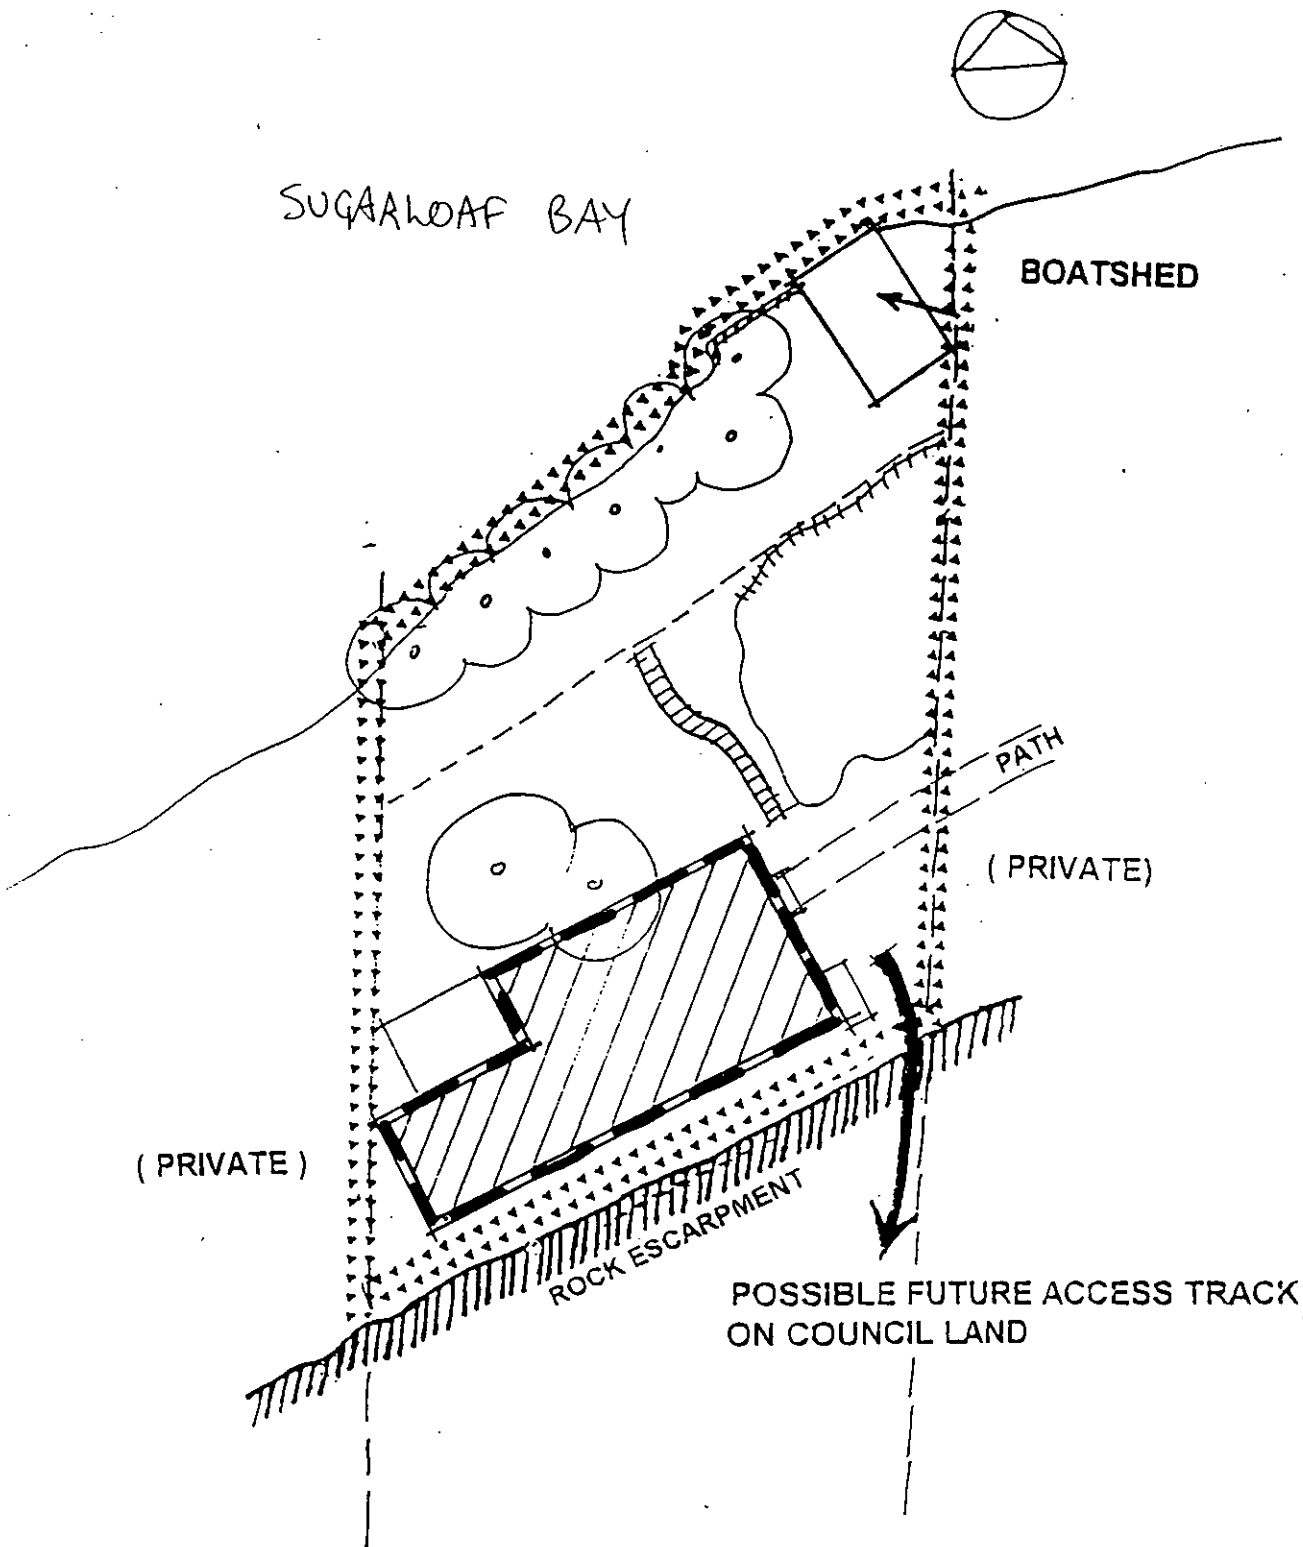 SUGARLOAF BAY
BOATSHED
PATH
( PRIVATE)
( PRIVATE )
ROCK ESCARPMENT
POSSIBLE FUTURE ACCESS TRACK
ON COUNCIL LAND